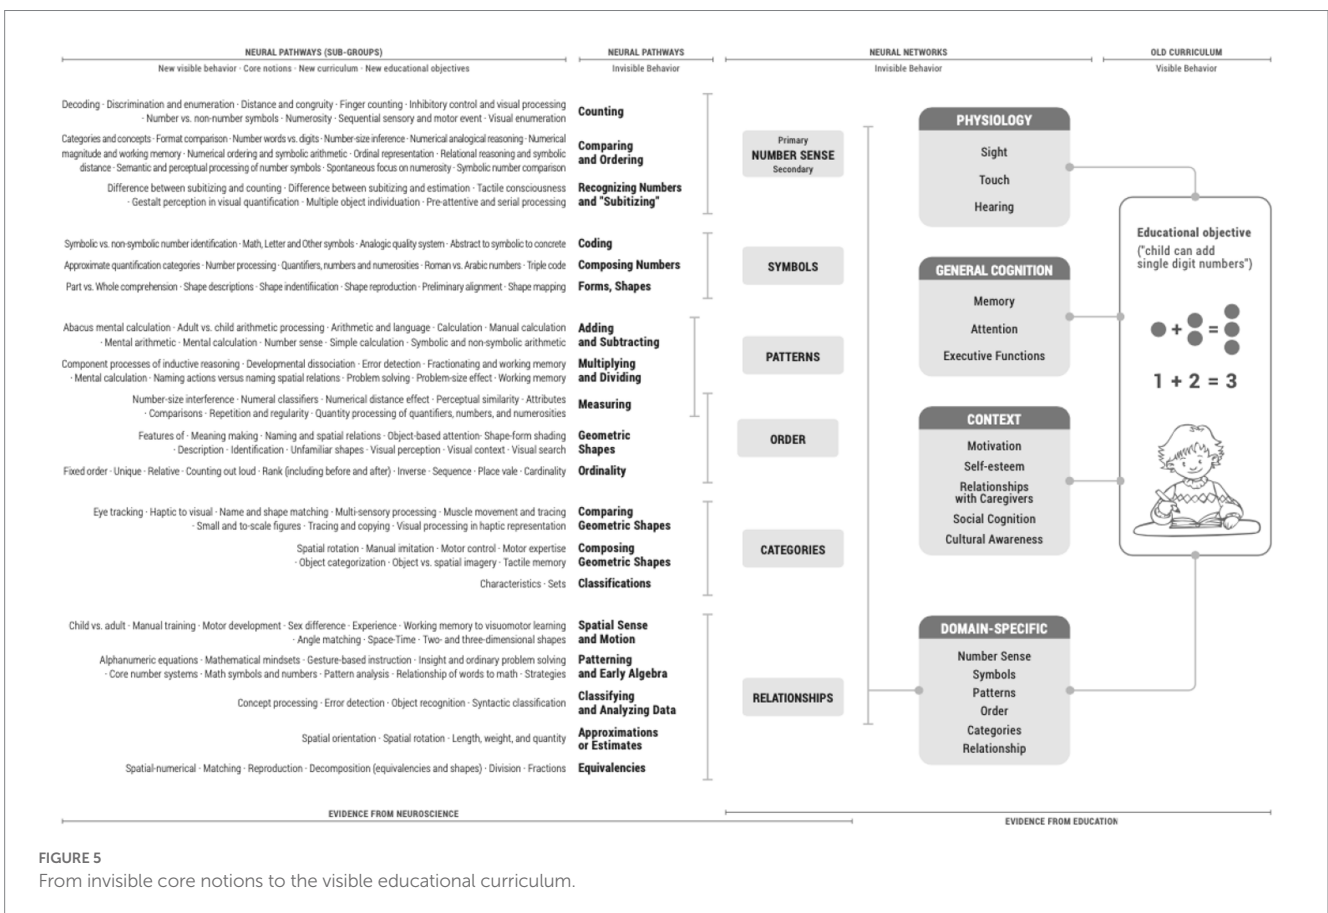 NEURAL PATHWAYS (SUB-GROUPS)
New visible behavior · Core notions · New curriculum · New educational objectives
NEURAL PATHWAYS
Invisible Behavior
NEURAL NETWORKS
Invisible Behavior
OLD CURRICULUM
Visible Behavior
Decoding · Discrimination and enumeration · Distance and congruity · Finger counting · Inhibitory control and visual processing
· Number vs. non-number symbols · Numerosity · Sequential sensory and motor event · Visual enumeration
Counting
Categories and concepts · Format comparison · Number words vs. digits · Number-size inference · Numerical analogical reasoning · Numerical
magnitude and working memory · Numerical ordering and symbolic arithmetic · Ordinal representation · Relational reasoning and symbolic
distance · Semantic and perceptual processing of number symbols · Spontaneous focus on numerosity · Symbolic number comparison
Comparing
and Ordering
Difference between subitizing and counting · Difference between subitizing and estimation · Tactile consciousness
· Gestalt perception in visual quantification · Multiple object individuation · Pre-attentive and serial processing
Recognizing Numbers
and "Subitizing"
Symbolic vs. non-symbolic number identification · Math, Letter and Other symbols · Analogic quality system · Abstract to symbolic to concrete
Coding
Approximate quantification categories · Number processing · Quantifiers, numbers and numerosities · Roman vs. Arabic numbers · Triple code
Composing Numbers
Part vs. Whole comprehension · Shape descriptions · Shape indentifiication · Shape reproduction · Preliminary alignment · Shape mapping
Forms, Shapes
Abacus mental calculation · Adult vs. child arithmetic processing · Arithmetic and language · Calculation · Manual calculation
· Mental arithmetic · Mental calculation · Number sense · Simple calculation · Symbolic and non-symbolic arithmetic
Adding
and Subtracting
Component processes of inductive reasoning · Developmental dissociation · Error detection · Fractionating and working memory
· Mental calculation · Naming actions versus naming spatial relations · Problem solving · Problem-size effect · Working memory
Multiplying
and Dividing
Number-size interference · Numeral classifiers · Numerical distance effect · Perceptual similarity · Attributes
· Comparisons · Repetition and regularity · Quantity processing of quantifiers, numbers, and numerosities
Measuring
Features of · Meaning making · Naming and spatial relations · Object-based attention· Shape-form shading
· Description · Identification · Unfamiliar shapes · Visual perception · Visual context · Visual search
Geometric
Shapes
Fixed order · Unique · Relative · Counting out loud · Rank (including before and after) · Inverse · Sequence · Place vale · Cardinality
Ordinality
Eye tracking · Haptic to visual · Name and shape matching · Multi-sensory processing · Muscle movement and tracing
· Small and to-scale figures · Tracing and copying · Visual processing in haptic representation
Comparing
Geometric Shapes
Spatial rotation · Manual imitation · Motor control · Motor expertise
· Object categorization · Object vs. spatial imagery · Tactile memory
Composing
Geometric Shapes
Characteristics · Sets
Classifications
Child vs. adult · Manual training · Motor development · Sex difference · Experience · Working memory to visuomotor learning
· Angle matching · Space-Time · Two- and three-dimensional shapes
Spatial Sense
and Motion
Alphanumeric equations · Mathematical mindsets · Gesture-based instruction · Insight and ordinary problem solving
· Core number systems · Math symbols and numbers · Pattern analysis · Relationship of words to math · Strategies
Patterning
and Early Algebra
Concept processing · Error detection · Object recognition · Syntactic classification
Classifying
and Analyzing Data
Spatial orientation · Spatial rotation · Length, weight, and quantity
Approximations
or Estimates
Spatial-numerical · Matching · Reproduction · Decomposition (equivalencies and shapes) · Division · Fractions
Equivalencies
Primary
NUMBER SENSE
Secondary
SYMBOLS
PATTERNS
ORDER
CATEGORIES
RELATIONSHIPS
PHYSIOLOGY
Sight
Touch
Hearing
GENERAL COGNITION
Memory
Attention
Executive Functions
CONTEXT
Motivation
Self-esteem
Relationships
with Caregivers
Social Cognition
Cultural Awareness
DOMAIN-SPECIFIC
Number Sense
Symbols
Patterns
Order
Categories
Relationship
Educational objective
("child can add
single digit numbers")
+ =
1 + 2 = 3
EVIDENCE FROM NEUROSCIENCE
EVIDENCE FROM EDUCATION
FIGURE 5
From invisible core notions to the visible educational curriculum.